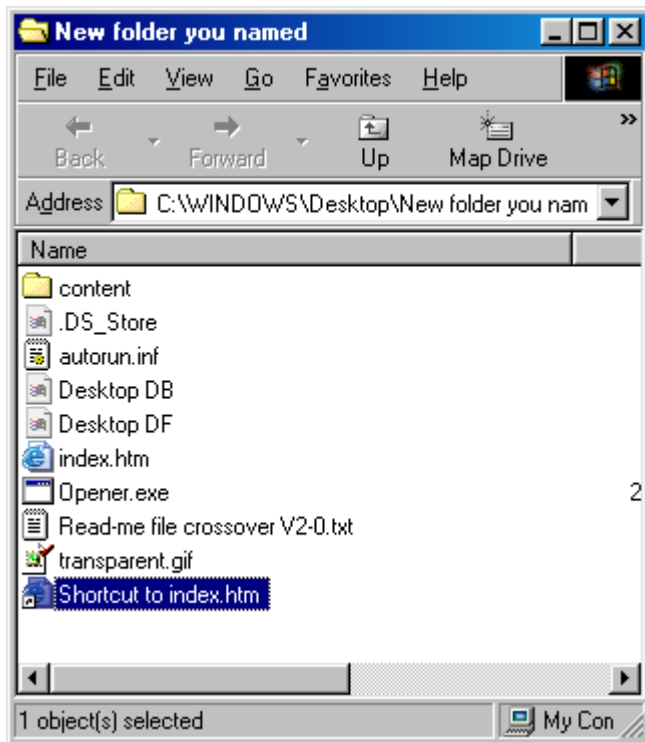 New folder you named
File Edit View Go Favorites Help
Back Forward Up Map Drive »
Address C:\WINDOWS\Desktop\New folder you nam
Name
content
.DS_Store
autorun.inf
Desktop DB
Desktop DF
index.htm
Opener.exe 2
Read-me file crossover V2-0.txt
transparent.gif
Shortcut to index.htm
1 object(s) selected My Con